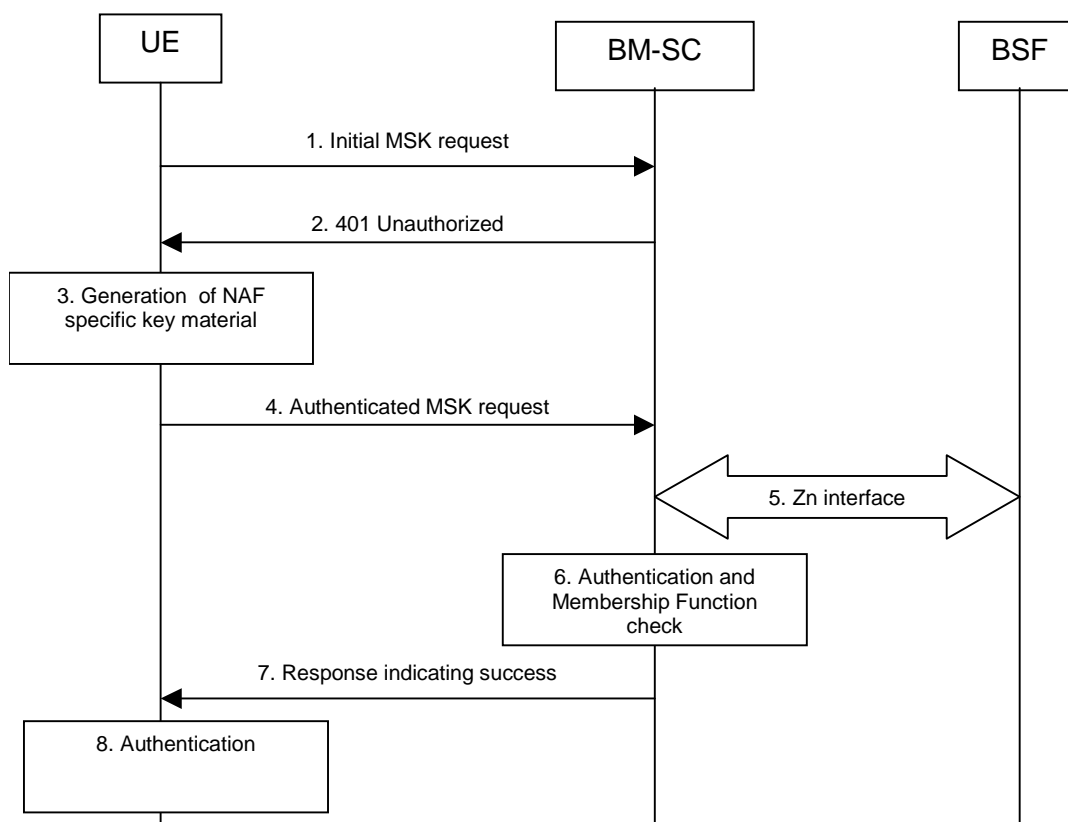 UE
BM-SC
BSF
1. Initial MSK request
2. 401 Unauthorized
3. Generation of NAF
specific key material
4. Authenticated MSK request
5. Zn interface
6. Authentication and
Membership Function
check
7. Response indicating success
8. Authentication